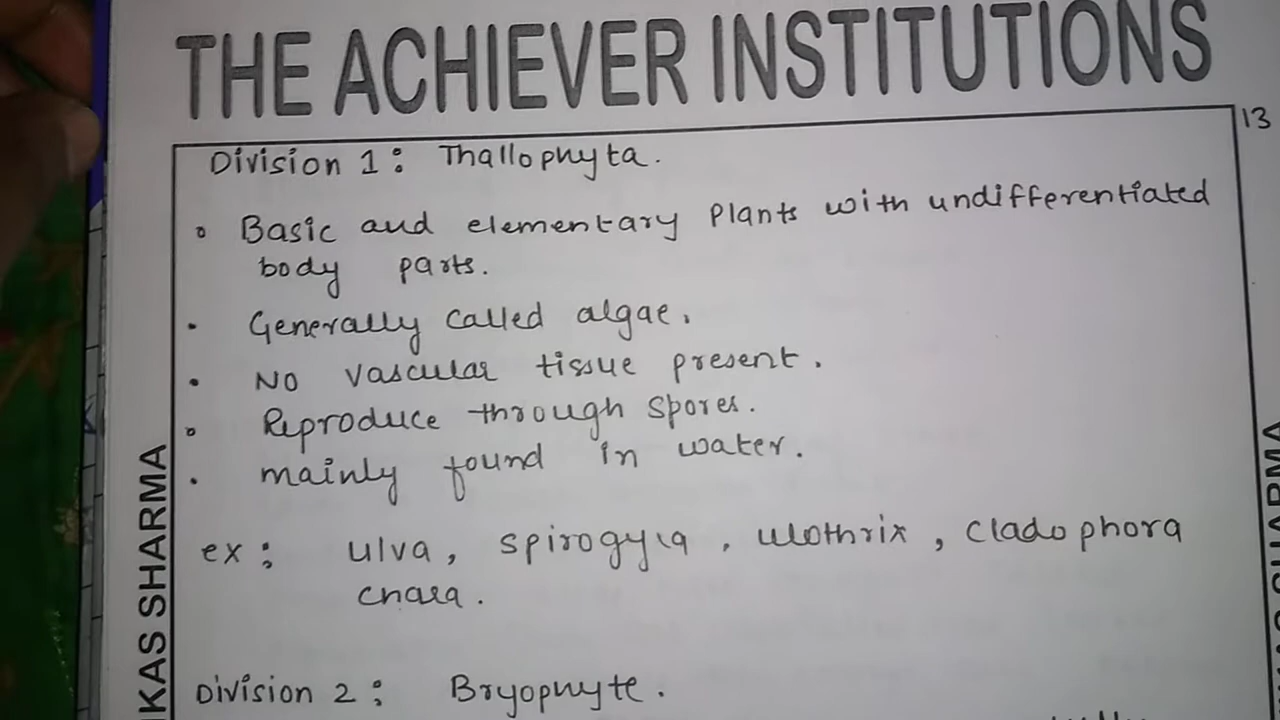 THE ACHIEVER INSTITUTIONS
13
Division 1: Thallophyta.
Basic and elementary plants with undifferentiated
body parts.
Generally called algae.
No vascular tissue present.
Reproduce through spores.
mainly found in water.
ex: ulva, spirogyra, ulothrix, cladophora
chara.
Division 2: Bryophyte.
KAS SHARMA